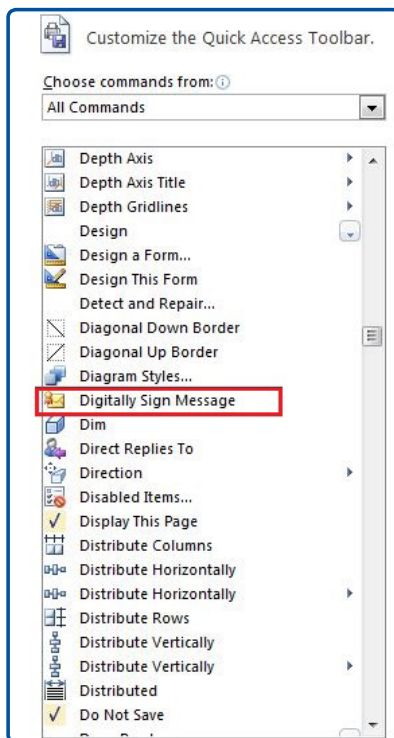 Customize the Quick Access Toolbar.
Choose commands from:
All Commands
Depth Axis
Depth Axis Title
Depth Gridlines
Design
Design a Form...
Design This Form
Detect and Repair...
Diagonal Down Border
Diagonal Up Border
Diagram Styles...
Digitally Sign Message
Dim
Direct Replies To
Direction
Disabled Items...
Display This Page
Distribute Columns
Distribute Horizontally
Distribute Horizontally
Distribute Rows
Distribute Vertically
Distribute Vertically
Distributed
Do Not Save